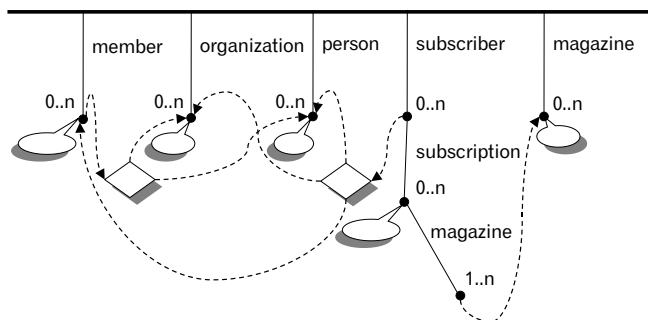 member organization person subscriber magazine
0..n 0..n 0..n 0..n 0..n
subscription
0..n
magazine
1..n